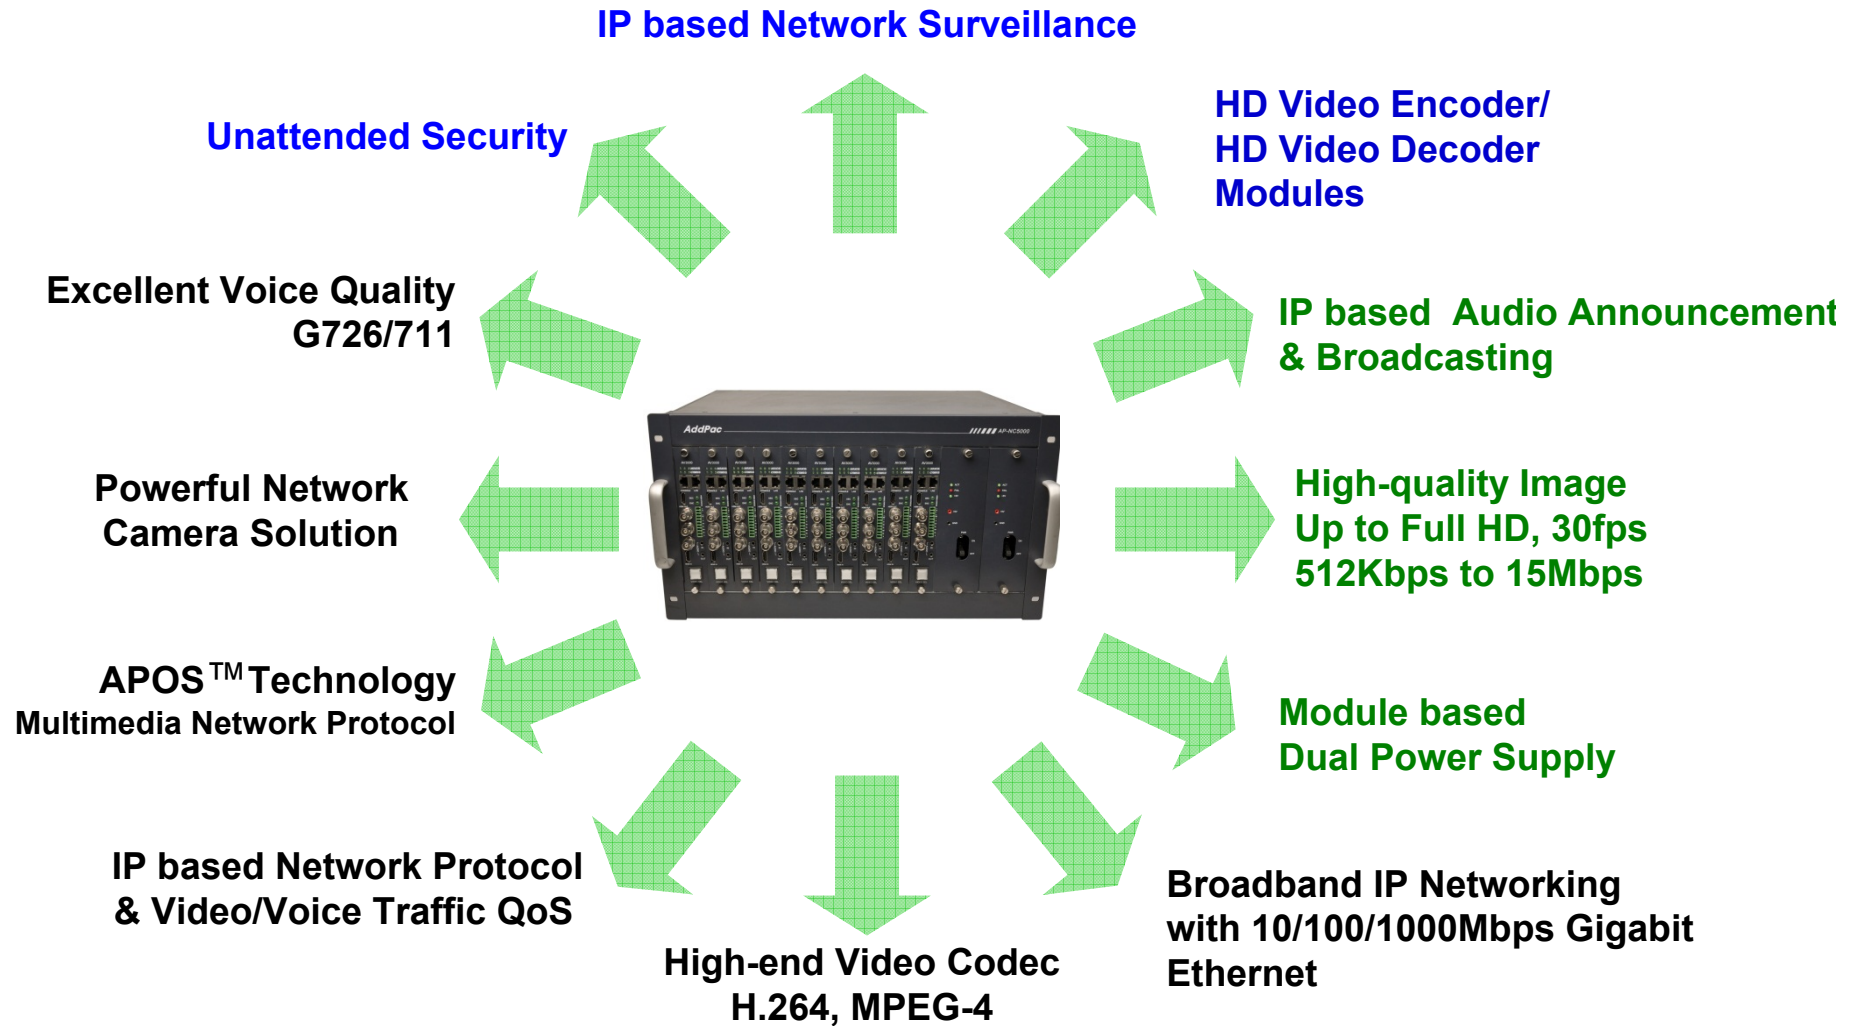 IP based Network Surveillance
Unattended Security
HD Video Encoder/
HD Video Decoder
Modules
Excellent Voice Quality
G726/711
IP based  Audio Announcement
& Broadcasting
AddPac
AP-NC5000
Powerful Network
Camera Solution
High-quality Image
Up to Full HD, 30fps
512Kbps to 15Mbps
APOS™Technology
Multimedia Network Protocol
Module based
Dual Power Supply
IP based Network Protocol
& Video/Voice Traffic QoS
High-end Video Codec
H.264, MPEG-4
Broadband IP Networking
with 10/100/1000Mbps Gigabit
Ethernet